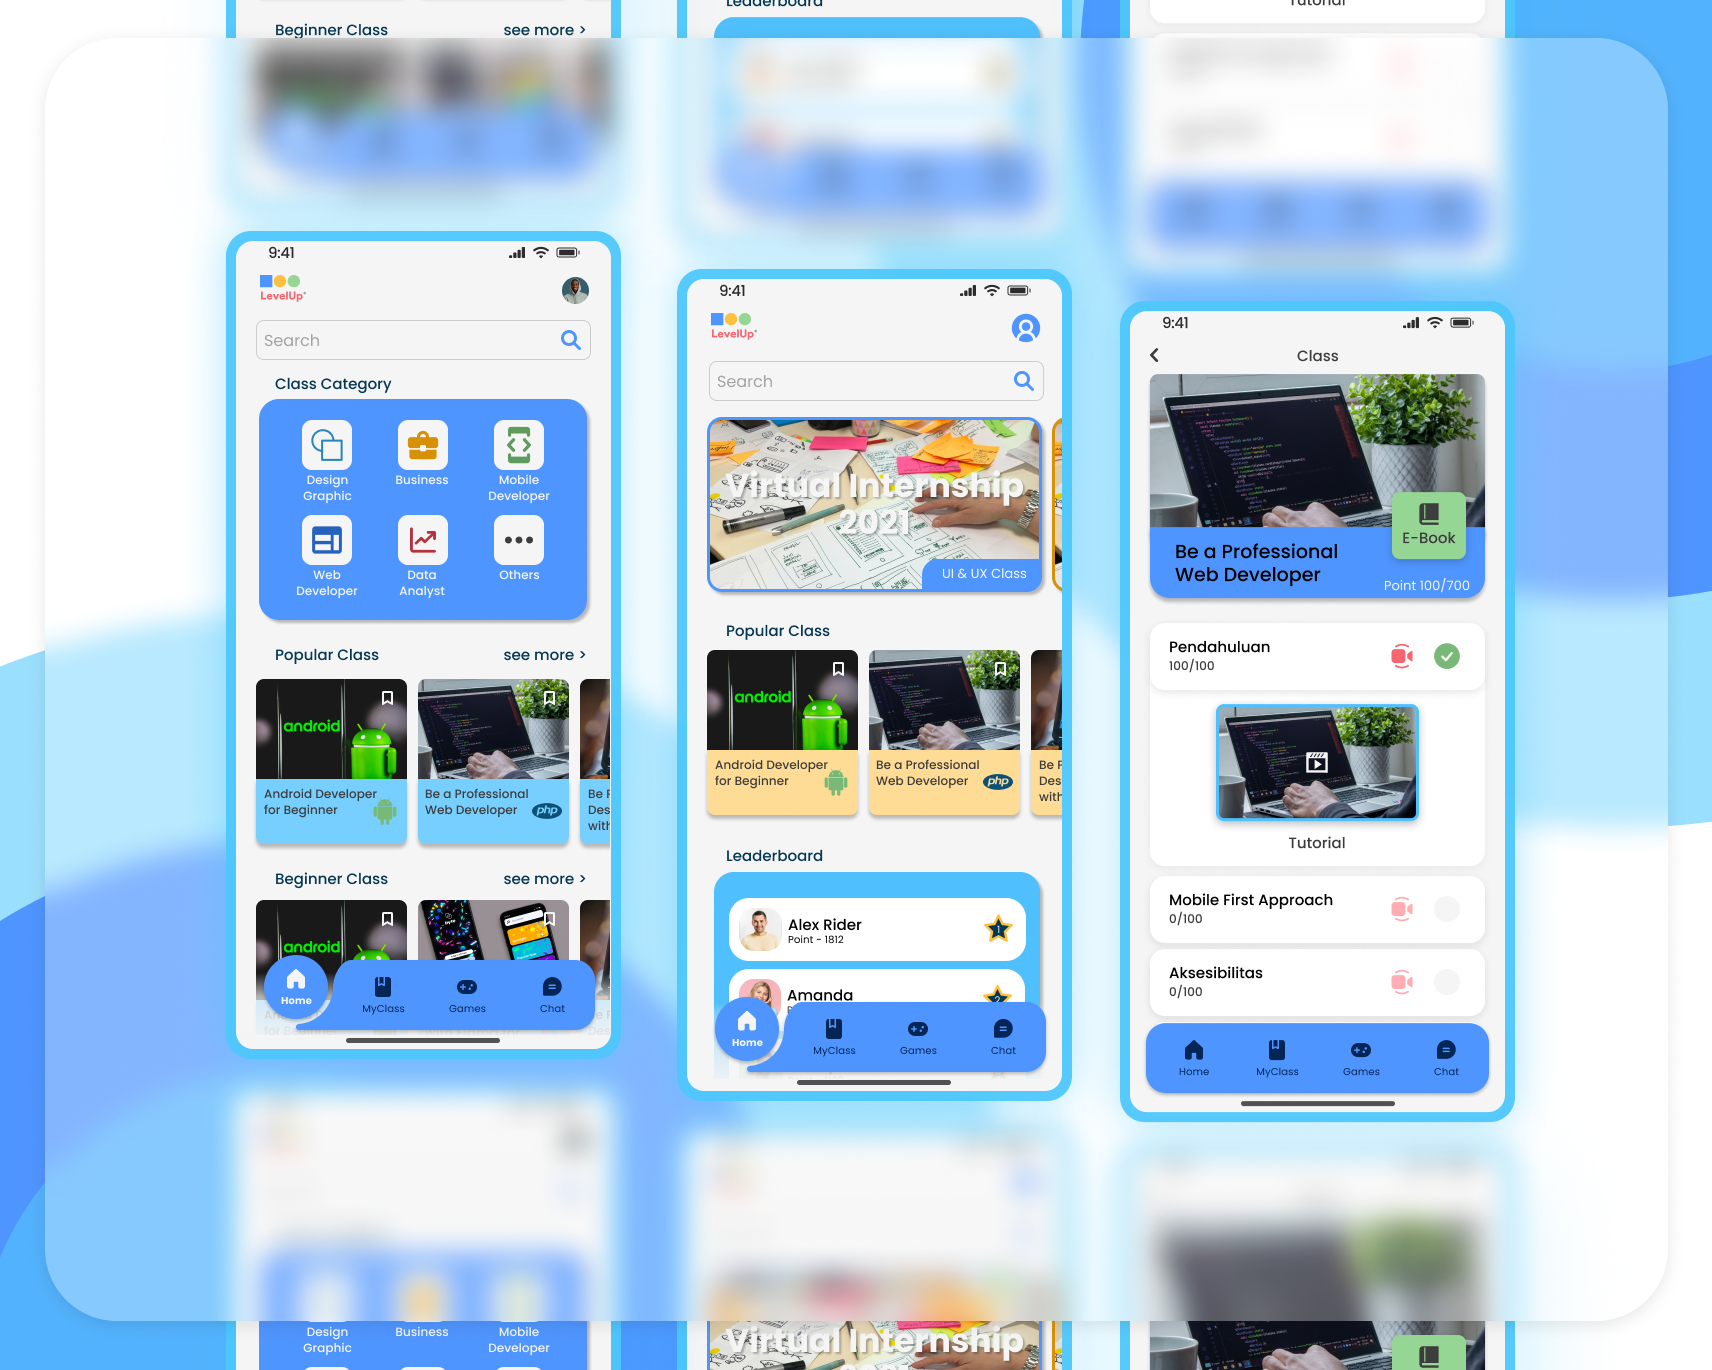 Beginner Class
see more >
Leaderboard
Tutorial
9:41
LevelUp
Search
Class Category
Design
Graphic
Business
Mobile
Developer
Web
Developer
Data
Analyst
Others
Popular Class
see more >
android
Android Developer
for Beginner
Be a Professional
Web Developer
php
Be F
Des
with
Beginner Class
see more >
android
Home
MyClass
Games
Chat
9:41
LevelUp
Search
Virtual Internship
2021
UI & UX Class
Popular Class
android
Android Developer
for Beginner
Be a Professional
Web Developer
php
Be F
Des
with
Leaderboard
Alex Rider
Point - 1812
1
Amanda
2
Home
MyClass
Games
Chat
9:41
Class
E-Book
Be a Professional
Web Developer
Point 100/700
Pendahuluan
100/100
Tutorial
Mobile First Approach
0/100
Aksesibilitas
0/100
Home
MyClass
Games
Chat
Design
Graphic
Business
Mobile
Developer
Virtual Internship